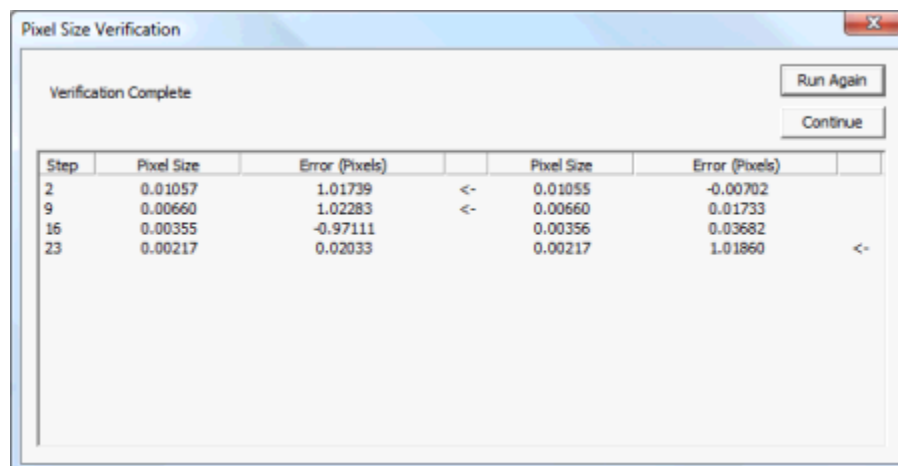 Pixel Size Verification
Verification Complete
Run Again
Continue
Step Pixel Size Error (Pixels) Pixel Size Error (Pixels)
2 0.01057 1.01739 <- 0.01055 -0.00702
9 0.00660 1.02283 <- 0.00660 0.01733
16 0.00355 -0.97111 0.00356 0.03682
23 0.00217 0.02033 0.00217 1.01860 <-